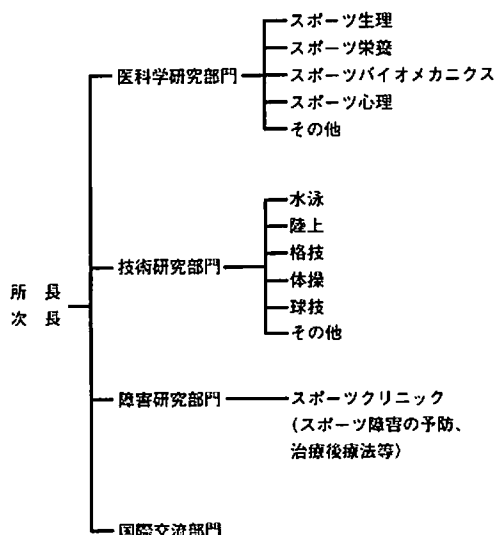 スポーツ生理
スポーツ栄養
医科学研究部門
スポーツバイオメカニクス
スポーツ心理
その他
水泳
陸上
格技
技術研究部門
体操
球技
その他
所 長
次 長
障害研究部門
スポーツクリニック
(スポーツ障害の予防、
治療後療法等)
国際交流部門